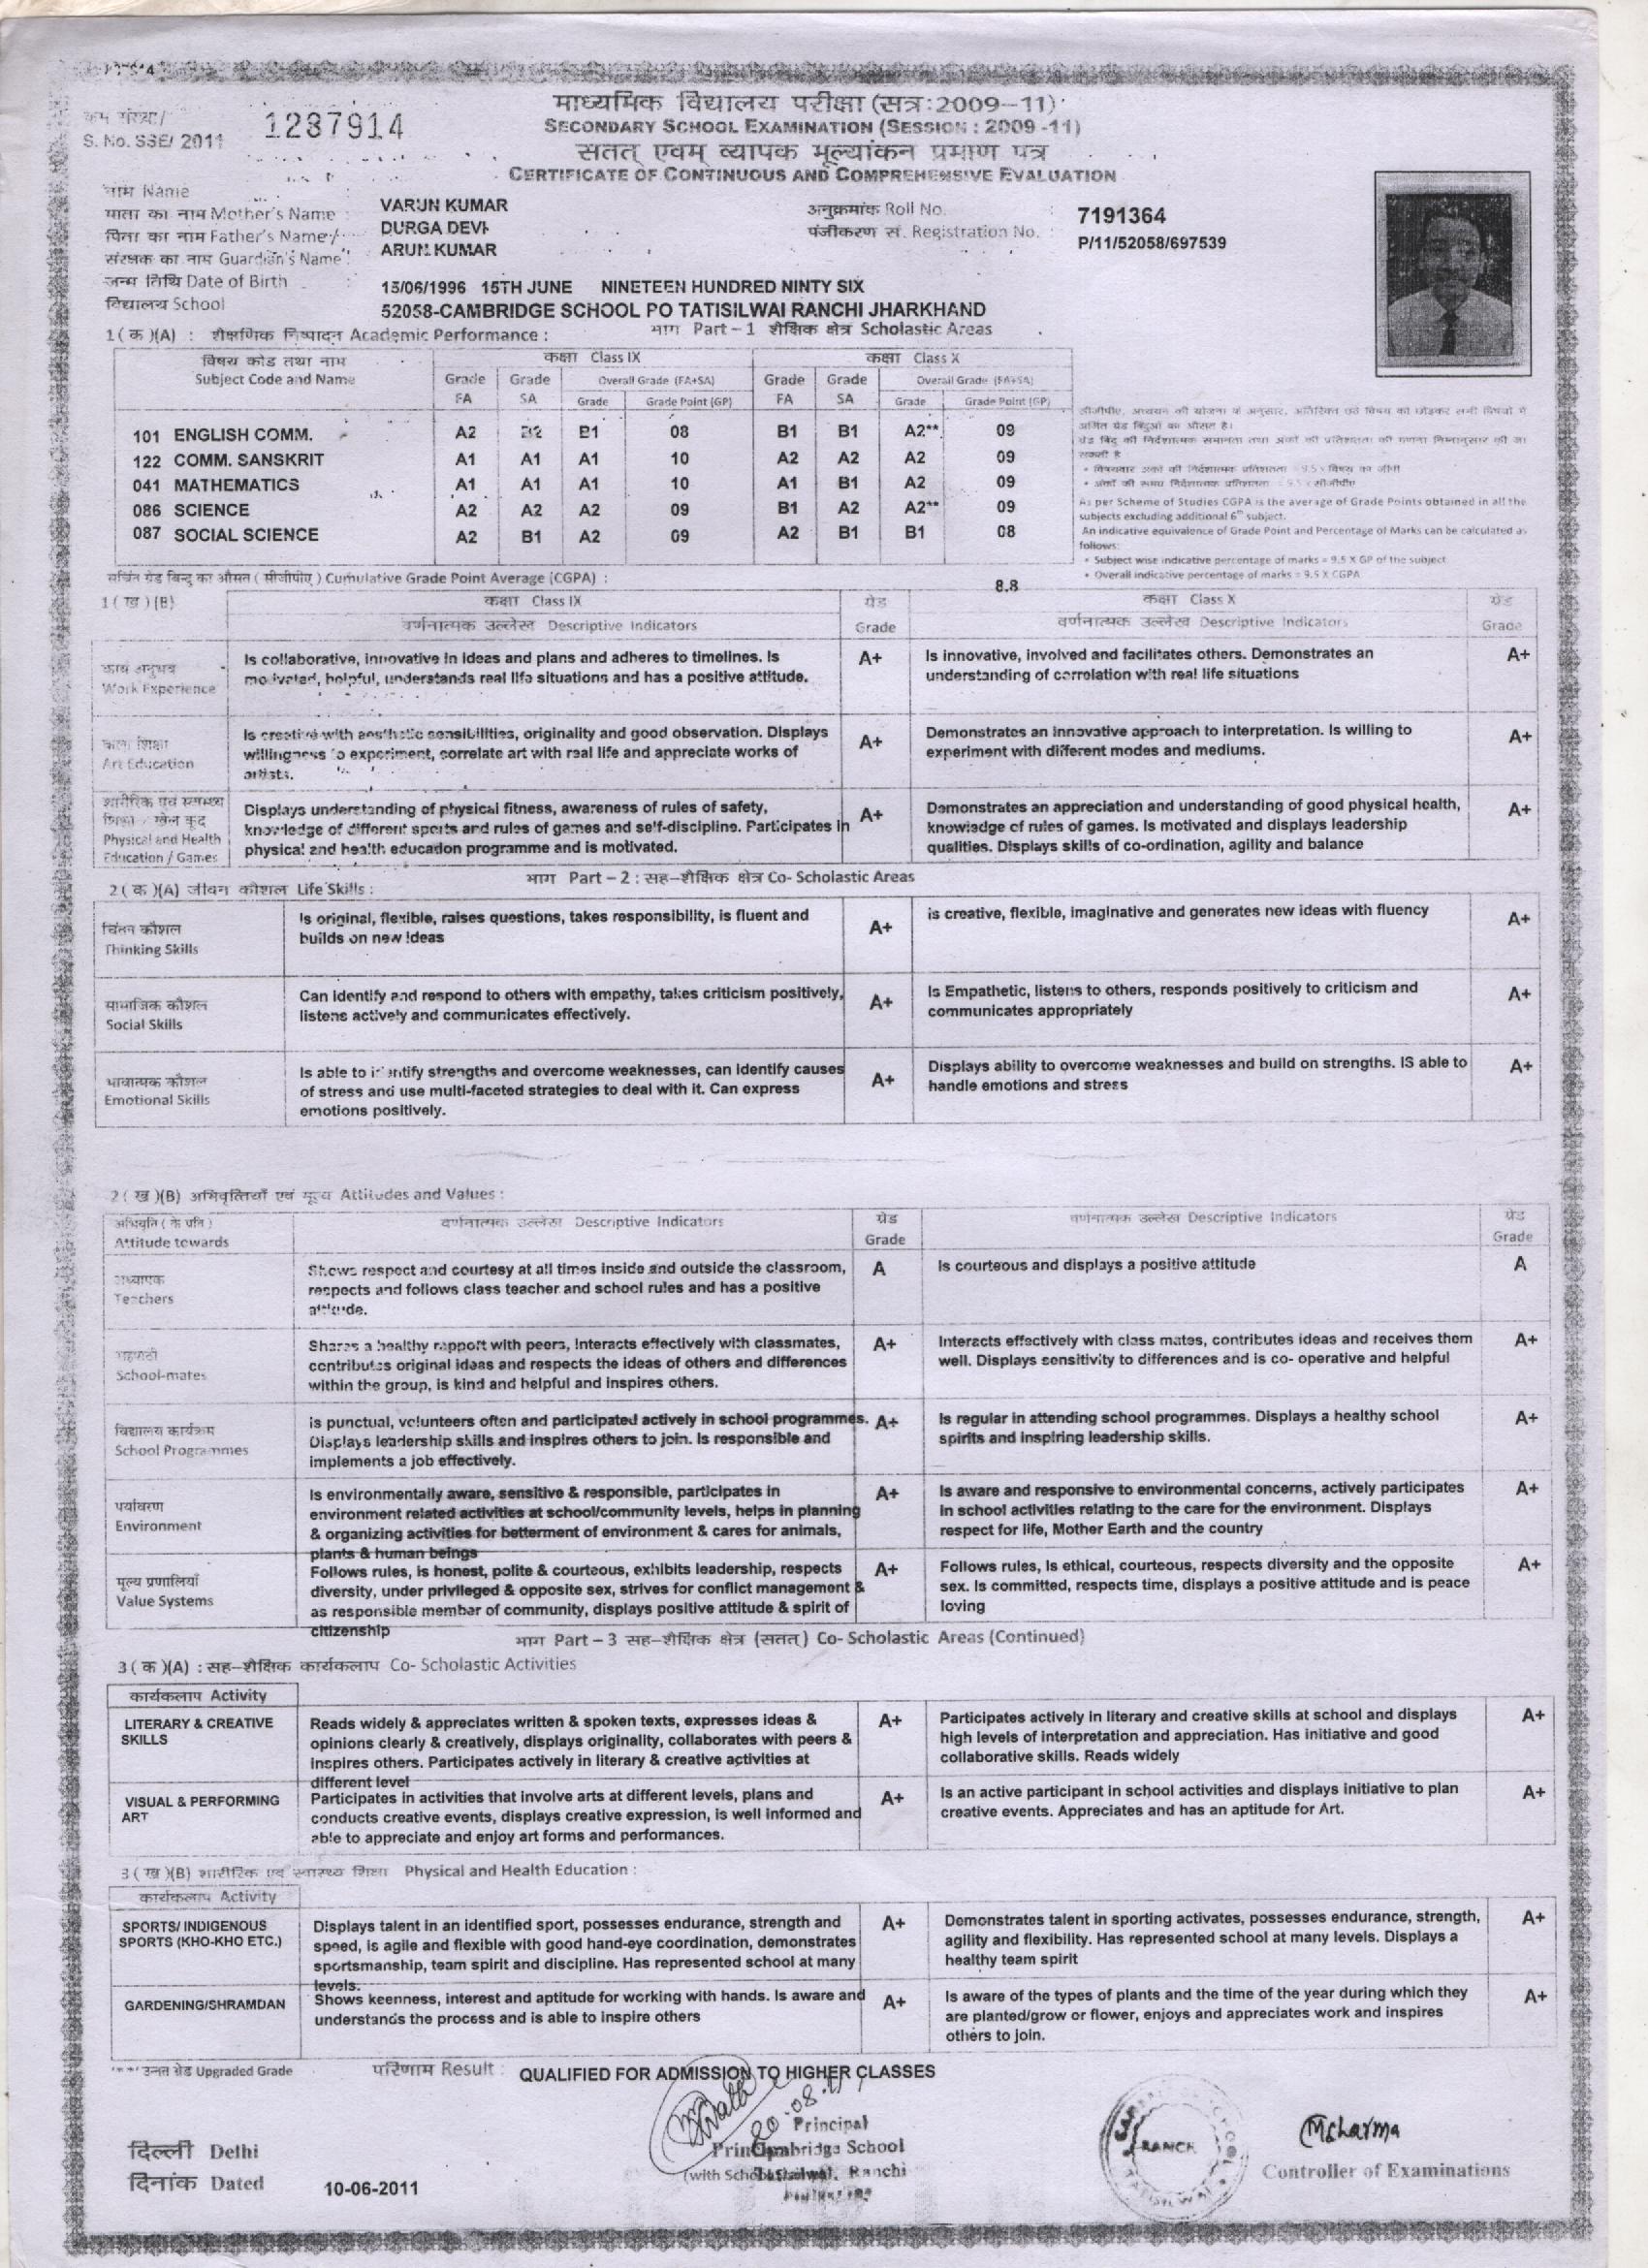 क्रम संख्या/
S. No. SSE/ 2011 1237914
माध्यमिक विद्यालय परीक्षा (सत्र:2009–11)
SECONDARY SCHOOL EXAMINATION (SESSION : 2009 -11)
सतत् एवम् व्यापक मूल्यांकन प्रमाण पत्र
CERTIFICATE OF CONTINUOUS AND COMPREHENSIVE EVALUATION
नाम Name VARUN KUMAR
माता का नाम Mother's Name : DURGA DEVI
पिता का नाम Father's Name / ARUN KUMAR
संरक्षक का नाम Guardian's Name :
अनुक्रमांक Roll No. : 7191364
पंजीकरण सं. Registration No. : P/11/52058/697539
जन्म तिथि Date of Birth : 15/06/1996 15TH JUNE NINETEEN HUNDRED NINTY SIX
विद्यालय School 52058-CAMBRIDGE SCHOOL PO TATISILWAI RANCHI JHARKHAND
भाग Part – 1 शैक्षिक क्षेत्र Scholastic Areas
1 ( क )(A) : शैक्षणिक निष्पादन Academic Performance :
विषय कोड तथा नाम कक्षा Class IX कक्षा Class X
Subject Code and Name Grade FA Grade SA Overall Grade (FA+SA) Grade FA Grade SA Overall Grade (FA+SA)
Grade Grade Point (GP) Grade Grade Point (GP)
101 ENGLISH COMM. A2 B2 B1 08 B1 B1 A2** 09
122 COMM. SANSKRIT A1 A1 A1 10 A2 A2 A2 09
041 MATHEMATICS A1 A1 A1 10 A1 B1 A2 09
086 SCIENCE A2 A2 A2 09 B1 A2 A2** 09
087 SOCIAL SCIENCE A2 B1 A2 09 A2 B1 B1 08
As per Scheme of Studies CGPA is the average of Grade Points obtained in all the
subjects excluding additional 6th subject.
An indicative equivalence of Grade Point and Percentage of Marks can be calculated as
follows:
• Subject wise indicative percentage of marks = 9.5 X GP of the subject
• Overall indicative percentage of marks = 9.5 X CGPA
संचित ग्रेड बिन्दु का औसत ( सीजीपीए ) Cumulative Grade Point Average (CGPA) : 8.8
1 ( ख ) (B) कक्षा Class IX ग्रेड कक्षा Class X ग्रेड
वर्णनात्मक उल्लेख Descriptive Indicators Grade वर्णनात्मक उल्लेख Descriptive Indicators Grade
कार्य अनुभव
Work Experience
Is collaborative, innovative in ideas and plans and adheres to timelines. Is
motivated, helpful, understands real life situations and has a positive attitude.
A+
Is innovative, involved and facilitates others. Demonstrates an
understanding of correlation with real life situations
A+
कला शिक्षा
Art Education
Is creative with aesthetic sensibilities, originality and good observation. Displays
willingness to experiment, correlate art with real life and appreciate works of
artists.
A+
Demonstrates an innovative approach to interpretation. Is willing to
experiment with different modes and mediums.
A+
शारीरिक एवं स्वास्थ्य
शिक्षा / खेल कूद
Physical and Health
Education / Games
Displays understanding of physical fitness, awareness of rules of safety,
knowledge of different sports and rules of games and self-discipline. Participates in
physical and health education programme and is motivated.
A+
Demonstrates an appreciation and understanding of good physical health,
knowledge of rules of games. Is motivated and displays leadership
qualities. Displays skills of co-ordination, agility and balance
A+
भाग Part – 2 : सह–शैक्षिक क्षेत्र Co- Scholastic Areas
2 ( क )(A) जीवन कौशल Life Skills :
चिंतन कौशल
Thinking Skills
Is original, flexible, raises questions, takes responsibility, is fluent and
builds on new ideas
A+
is creative, flexible, imaginative and generates new ideas with fluency
A+
सामाजिक कौशल
Social Skills
Can identify and respond to others with empathy, takes criticism positively,
listens actively and communicates effectively.
A+
Is Empathetic, listens to others, responds positively to criticism and
communicates appropriately
A+
भावात्मक कौशल
Emotional Skills
Is able to identify strengths and overcome weaknesses, can identify causes
of stress and use multi-faceted strategies to deal with it. Can express
emotions positively.
A+
Displays ability to overcome weaknesses and build on strengths. IS able to
handle emotions and stress
A+
2 ( ख )(B) अभिवृत्तियाँ एवं मूल्य Attitudes and Values :
अभिवृत्ति ( के प्रति ) वर्णनात्मक उल्लेख Descriptive Indicators ग्रेड वर्णनात्मक उल्लेख Descriptive Indicators ग्रेड
Attitude towards Grade Grade
अध्यापक
Teachers
Shows respect and courtesy at all times inside and outside the classroom,
respects and follows class teacher and school rules and has a positive
attitude.
A
Is courteous and displays a positive attitude
A
सहपाठी
School-mates
Shares a healthy rapport with peers, Interacts effectively with classmates,
contributes original ideas and respects the ideas of others and differences
within the group, is kind and helpful and inspires others.
A+
Interacts effectively with class mates, contributes ideas and receives them
well. Displays sensitivity to differences and is co- operative and helpful
A+
विद्यालय कार्यक्रम
School Programmes
is punctual, volunteers often and participated actively in school programmes.
Displays leadership skills and inspires others to join. Is responsible and
implements a job effectively.
A+
Is regular in attending school programmes. Displays a healthy school
spirits and inspiring leadership skills.
A+
पर्यावरण
Environment
Is environmentally aware, sensitive & responsible, participates in
environment related activities at school/community levels, helps in planning
& organizing activities for betterment of environment & cares for animals,
plants & human beings
A+
Is aware and responsive to environmental concerns, actively participates
in school activities relating to the care for the environment. Displays
respect for life, Mother Earth and the country
A+
मूल्य प्रणालियां
Value Systems
Follows rules, is honest, polite & courteous, exhibits leadership, respects
diversity, under privileged & opposite sex, strives for conflict management &
as responsible member of community, displays positive attitude & spirit of
citizenship
A+
Follows rules, Is ethical, courteous, respects diversity and the opposite
sex. Is committed, respects time, displays a positive attitude and is peace
loving
A+
भाग Part – 3 सह–शैक्षिक क्षेत्र (सतत्) Co- Scholastic Areas (Continued)
3 ( क )(A) : सह–शैक्षिक कार्यकलाप Co- Scholastic Activities
कार्यकलाप Activity
LITERARY & CREATIVE
SKILLS
Reads widely & appreciates written & spoken texts, expresses ideas &
opinions clearly & creatively, displays originality, collaborates with peers &
inspires others. Participates actively in literary & creative activities at
different level
A+
Participates actively in literary and creative skills at school and displays
high levels of interpretation and appreciation. Has initiative and good
collaborative skills. Reads widely
A+
VISUAL & PERFORMING
ART
Participates in activities that involve arts at different levels, plans and
conducts creative events, displays creative expression, is well informed and
able to appreciate and enjoy art forms and performances.
A+
Is an active participant in school activities and displays initiative to plan
creative events. Appreciates and has an aptitude for Art.
A+
3 ( ख )(B) शारीरिक एवं स्वास्थ्य शिक्षा Physical and Health Education :
कार्यकलाप Activity
SPORTS/ INDIGENOUS
SPORTS (KHO-KHO ETC.)
Displays talent in an identified sport, possesses endurance, strength and
speed, is agile and flexible with good hand-eye coordination, demonstrates
sportsmanship, team spirit and discipline. Has represented school at many
levels.
A+
Demonstrates talent in sporting activates, possesses endurance, strength,
agility and flexibility. Has represented school at many levels. Displays a
healthy team spirit
A+
GARDENING/SHRAMDAN
Shows keenness, interest and aptitude for working with hands. Is aware and
understands the process and is able to inspire others
A+
Is aware of the types of plants and the time of the year during which they
are planted/grow or flower, enjoys and appreciates work and inspires
others to join.
A+
'**' उन्नत ग्रेड Upgraded Grade परिणाम Result : QUALIFIED FOR ADMISSION TO HIGHER CLASSES
20.08.11
Principal
Cambridge School
Tatisilwai, Ranchi
दिल्ली Delhi
दिनांक Dated 10-06-2011
RANCHI
MSharma
Controller of Examinations